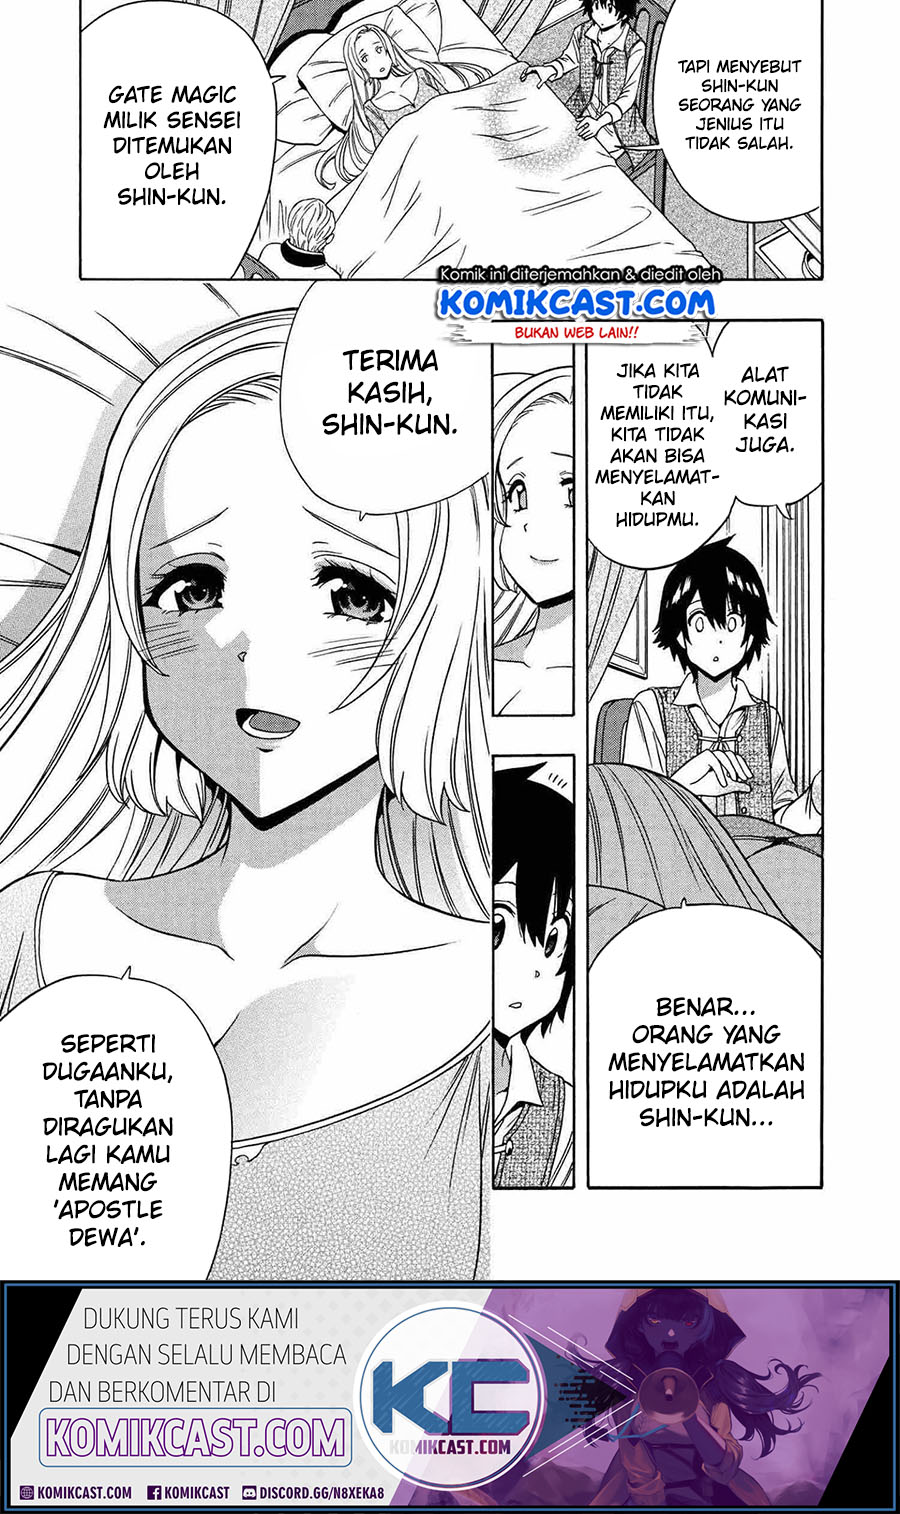 TAPI MENYEBUT
SHIN-KUN
SEORANG YANG
JENIUS ITU
TIDAK SALAH.
GATE MAGIC
MILIK SENSEI
DITEMUKAN
OLEH
SHIN-KUN.
Komik ini diterjemahkan & diedit oleh
KOMIKCAST.COM
BUKAN WEB LAIN!!
ALAT
KOMUNI-
KASI
JUGA.
JIKA KITA
TIDAK
MEMILIKI ITU,
KITA TIDAK
AKAN BISA
MENYELAMAT-
KAN
HIDUPMU.
BENAR...
ORANG YANG
MENYELAMATKAN
HIDUPKU ADALAH
SHIN-KUN...
TERIMA
KASIH,
SHIN-KUN.
SEPERTI
DUGAANKU,
TANPA
DIRAGUKAN
LAGI KAMU
MEMANG
'APOSTLE
DEWA'.
DUKUNG TERUS KAMI
DENGAN SELALU MEMBACA
DAN BERKOMENTAR DI
KOMIKCAST.COM
KC
KOMIKCAST.COM
KOMIKCAST.COM KOMIKCAST DISCORD.GG/N8XEKA8